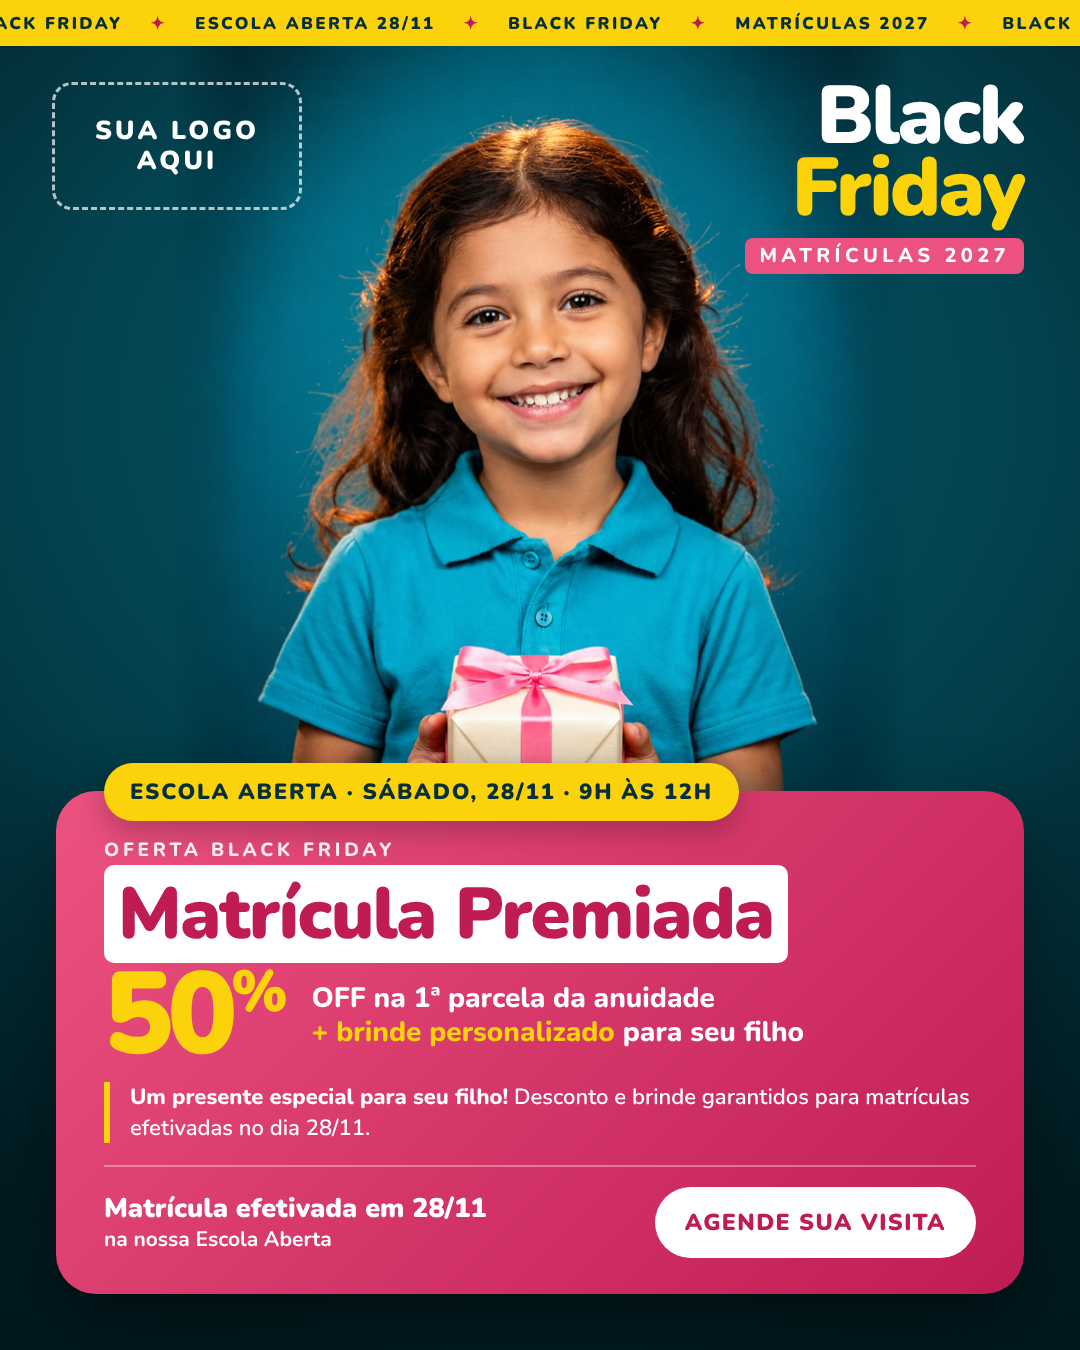 ACK FRIDAY ✦ ESCOLA ABERTA 28/11 ✦ BLACK FRIDAY ✦ MATRÍCULAS 2027 ✦ BLACK
SUA LOGO
AQUI
Black
Friday
MATRÍCULAS 2027
ESCOLA ABERTA · SÁBADO, 28/11 · 9H ÀS 12H
OFERTA BLACK FRIDAY
Matrícula Premiada
50%
OFF na 1ª parcela da anuidade
+ brinde personalizado para seu filho
Um presente especial para seu filho! Desconto e brinde garantidos para matrículas
efetivadas no dia 28/11.
Matrícula efetivada em 28/11
na nossa Escola Aberta
AGENDE SUA VISITA